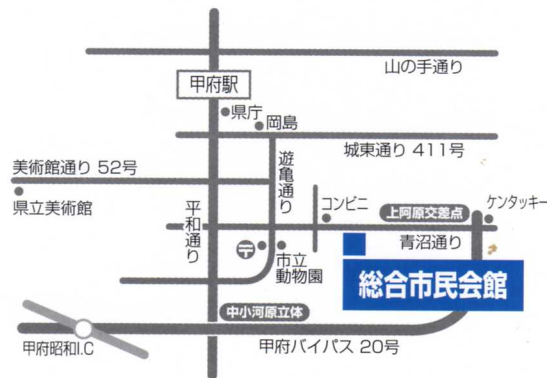 山の手通り
甲府駅
県庁
岡島
城東通り 411号
美術館通り 52号
遊亀通り
県立美術館
平和通り
コンビニ
上阿原交差点
ケンタッキー
青沼通り
〒
市立
動物園
総合市民会館
中小河原立体
甲府昭和I.C
甲府バイパス 20号